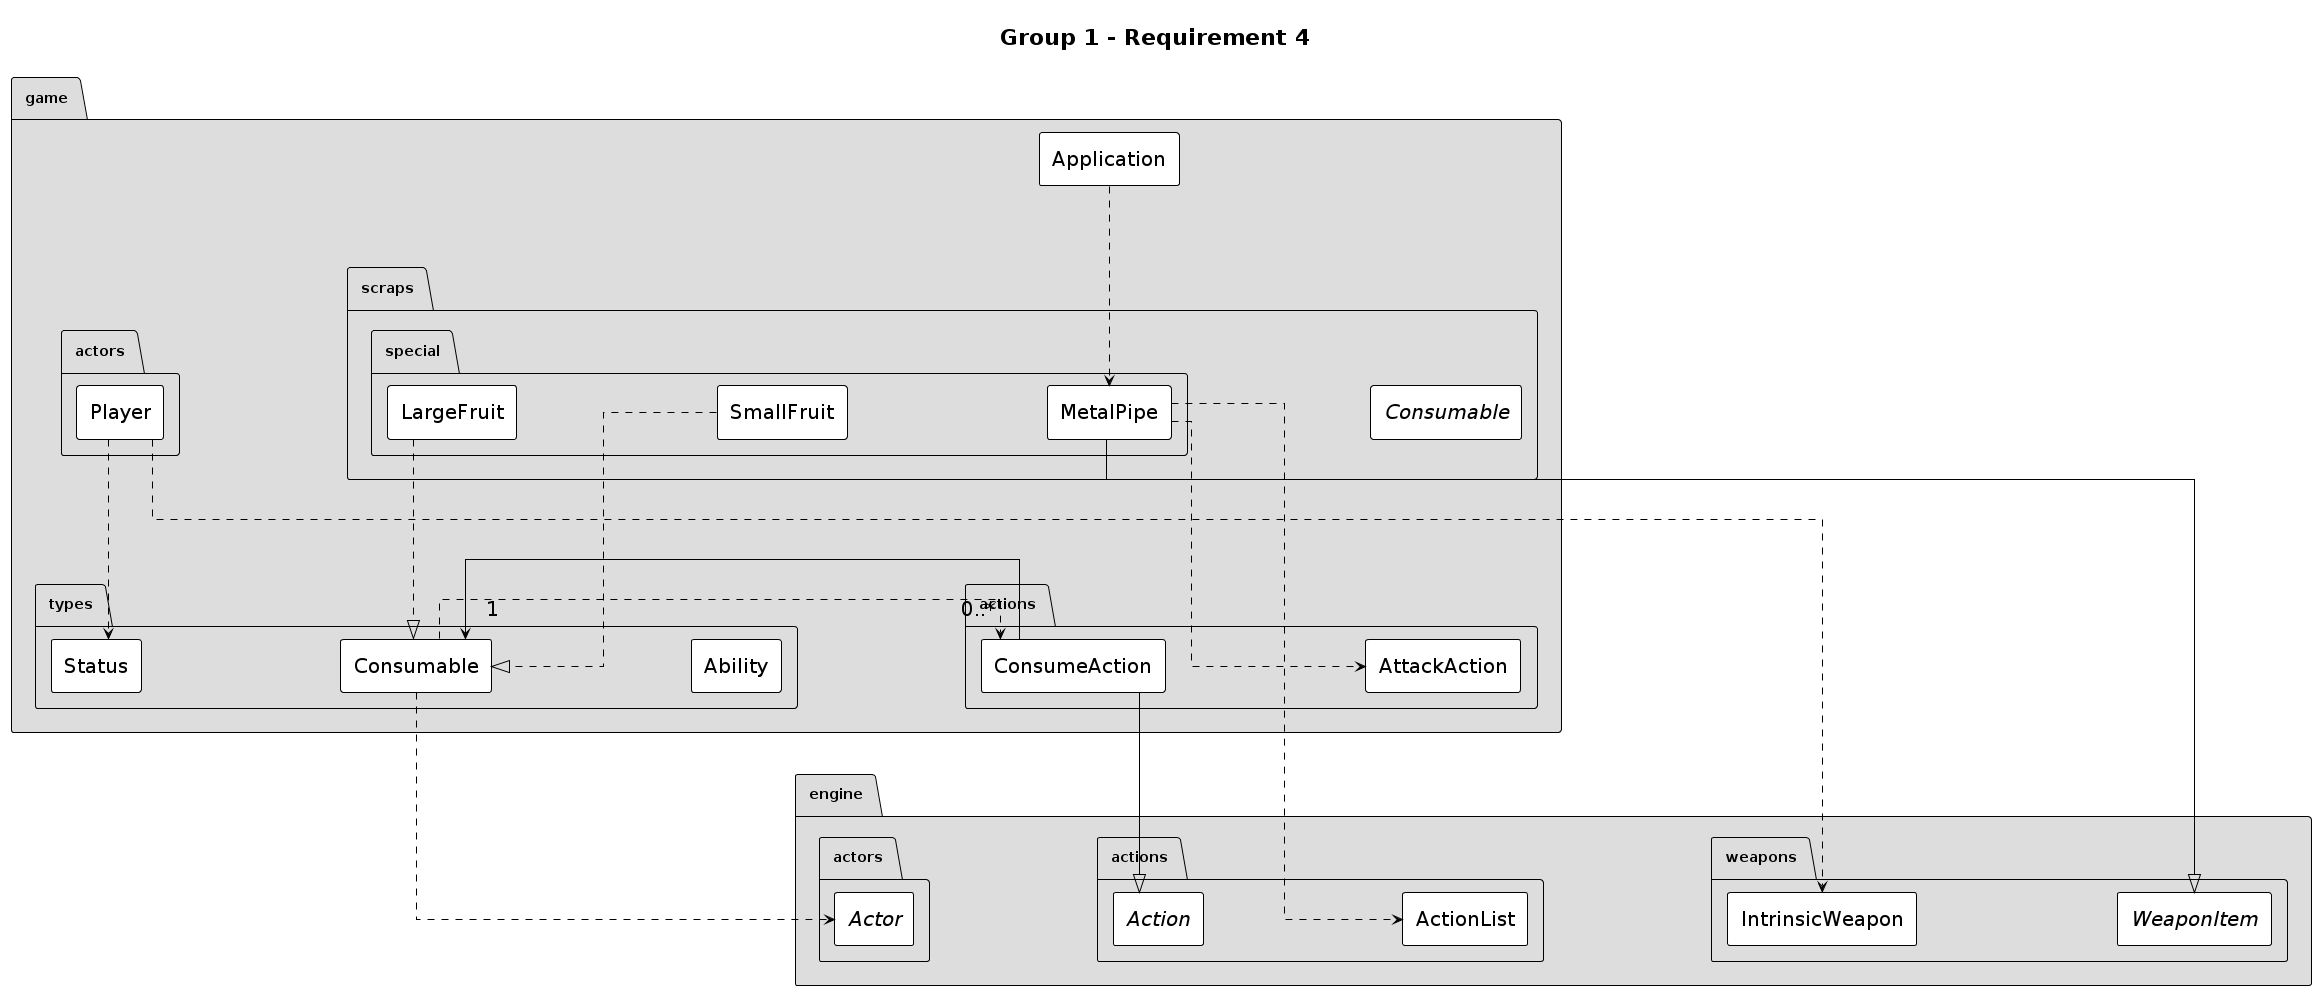 Group 1 - Requirement 4
game
Application
scraps
actors
special
Player
LargeFruit
SmallFruit
MetalPipe
Consumable
types
1
0..*
actions
Status
Consumable
Ability
ConsumeAction
AttackAction
engine
actors
actions
weapons
Actor
Action
ActionList
IntrinsicWeapon
WeaponItem